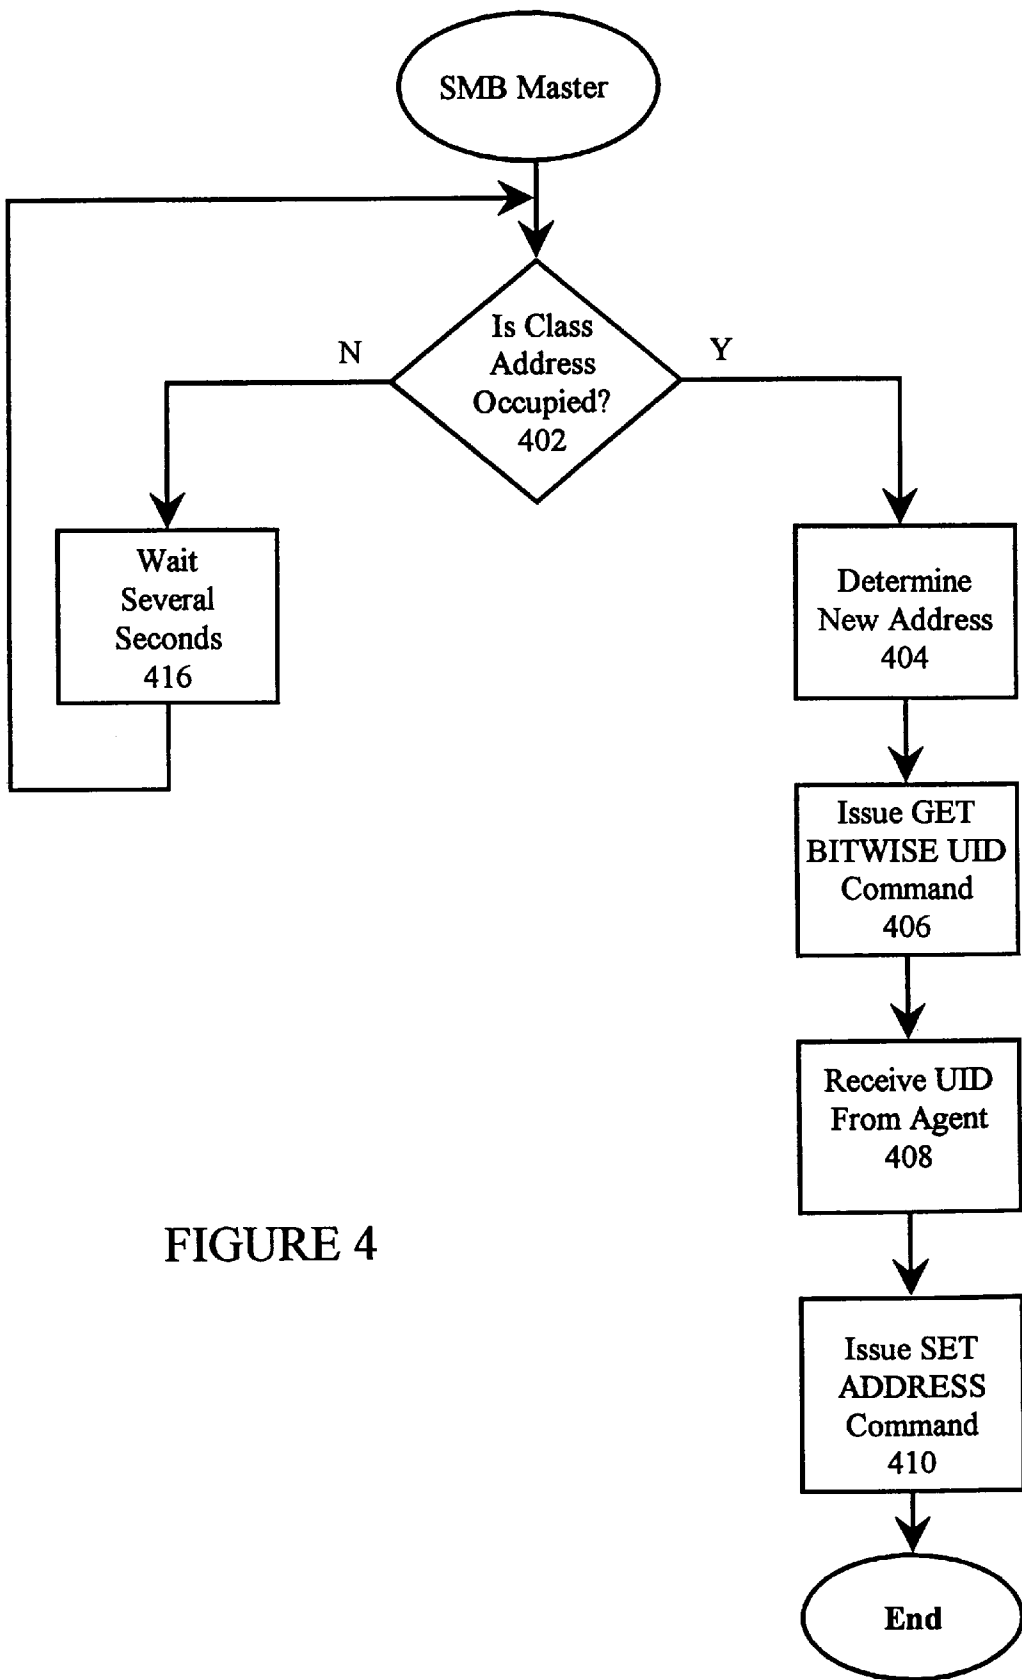 SMB Master
Is Class
Address
Occupied?
402
N
Y
Wait
Several
Seconds
416
Determine
New Address
404
Issue GET
BITWISE UID
Command
406
Receive UID
From Agent
408
Issue SET
ADDRESS
Command
410
End
FIGURE 4